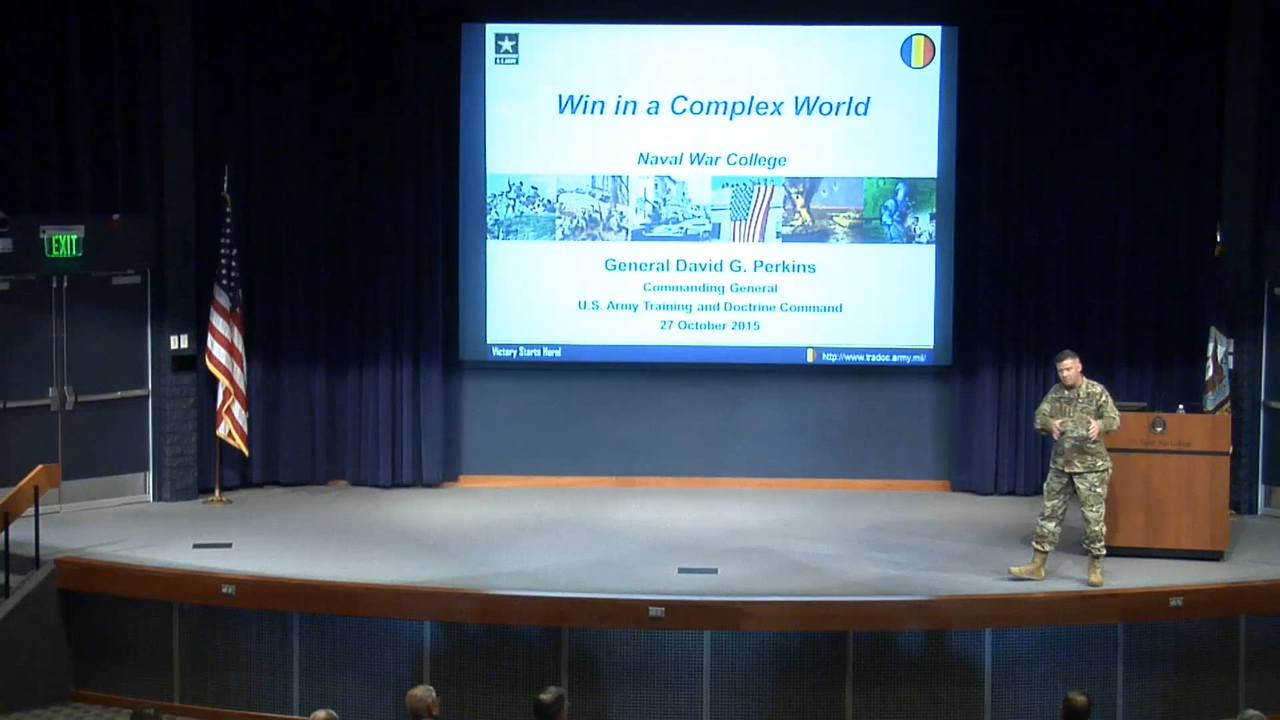 U.S. ARMY
Win in a Complex World
Naval War College
EXIT
General David G. Perkins
Commanding General
U.S. Army Training and Doctrine Command
27 October 2015
Victory Starts Here!
http://www.tradoc.army.mil/